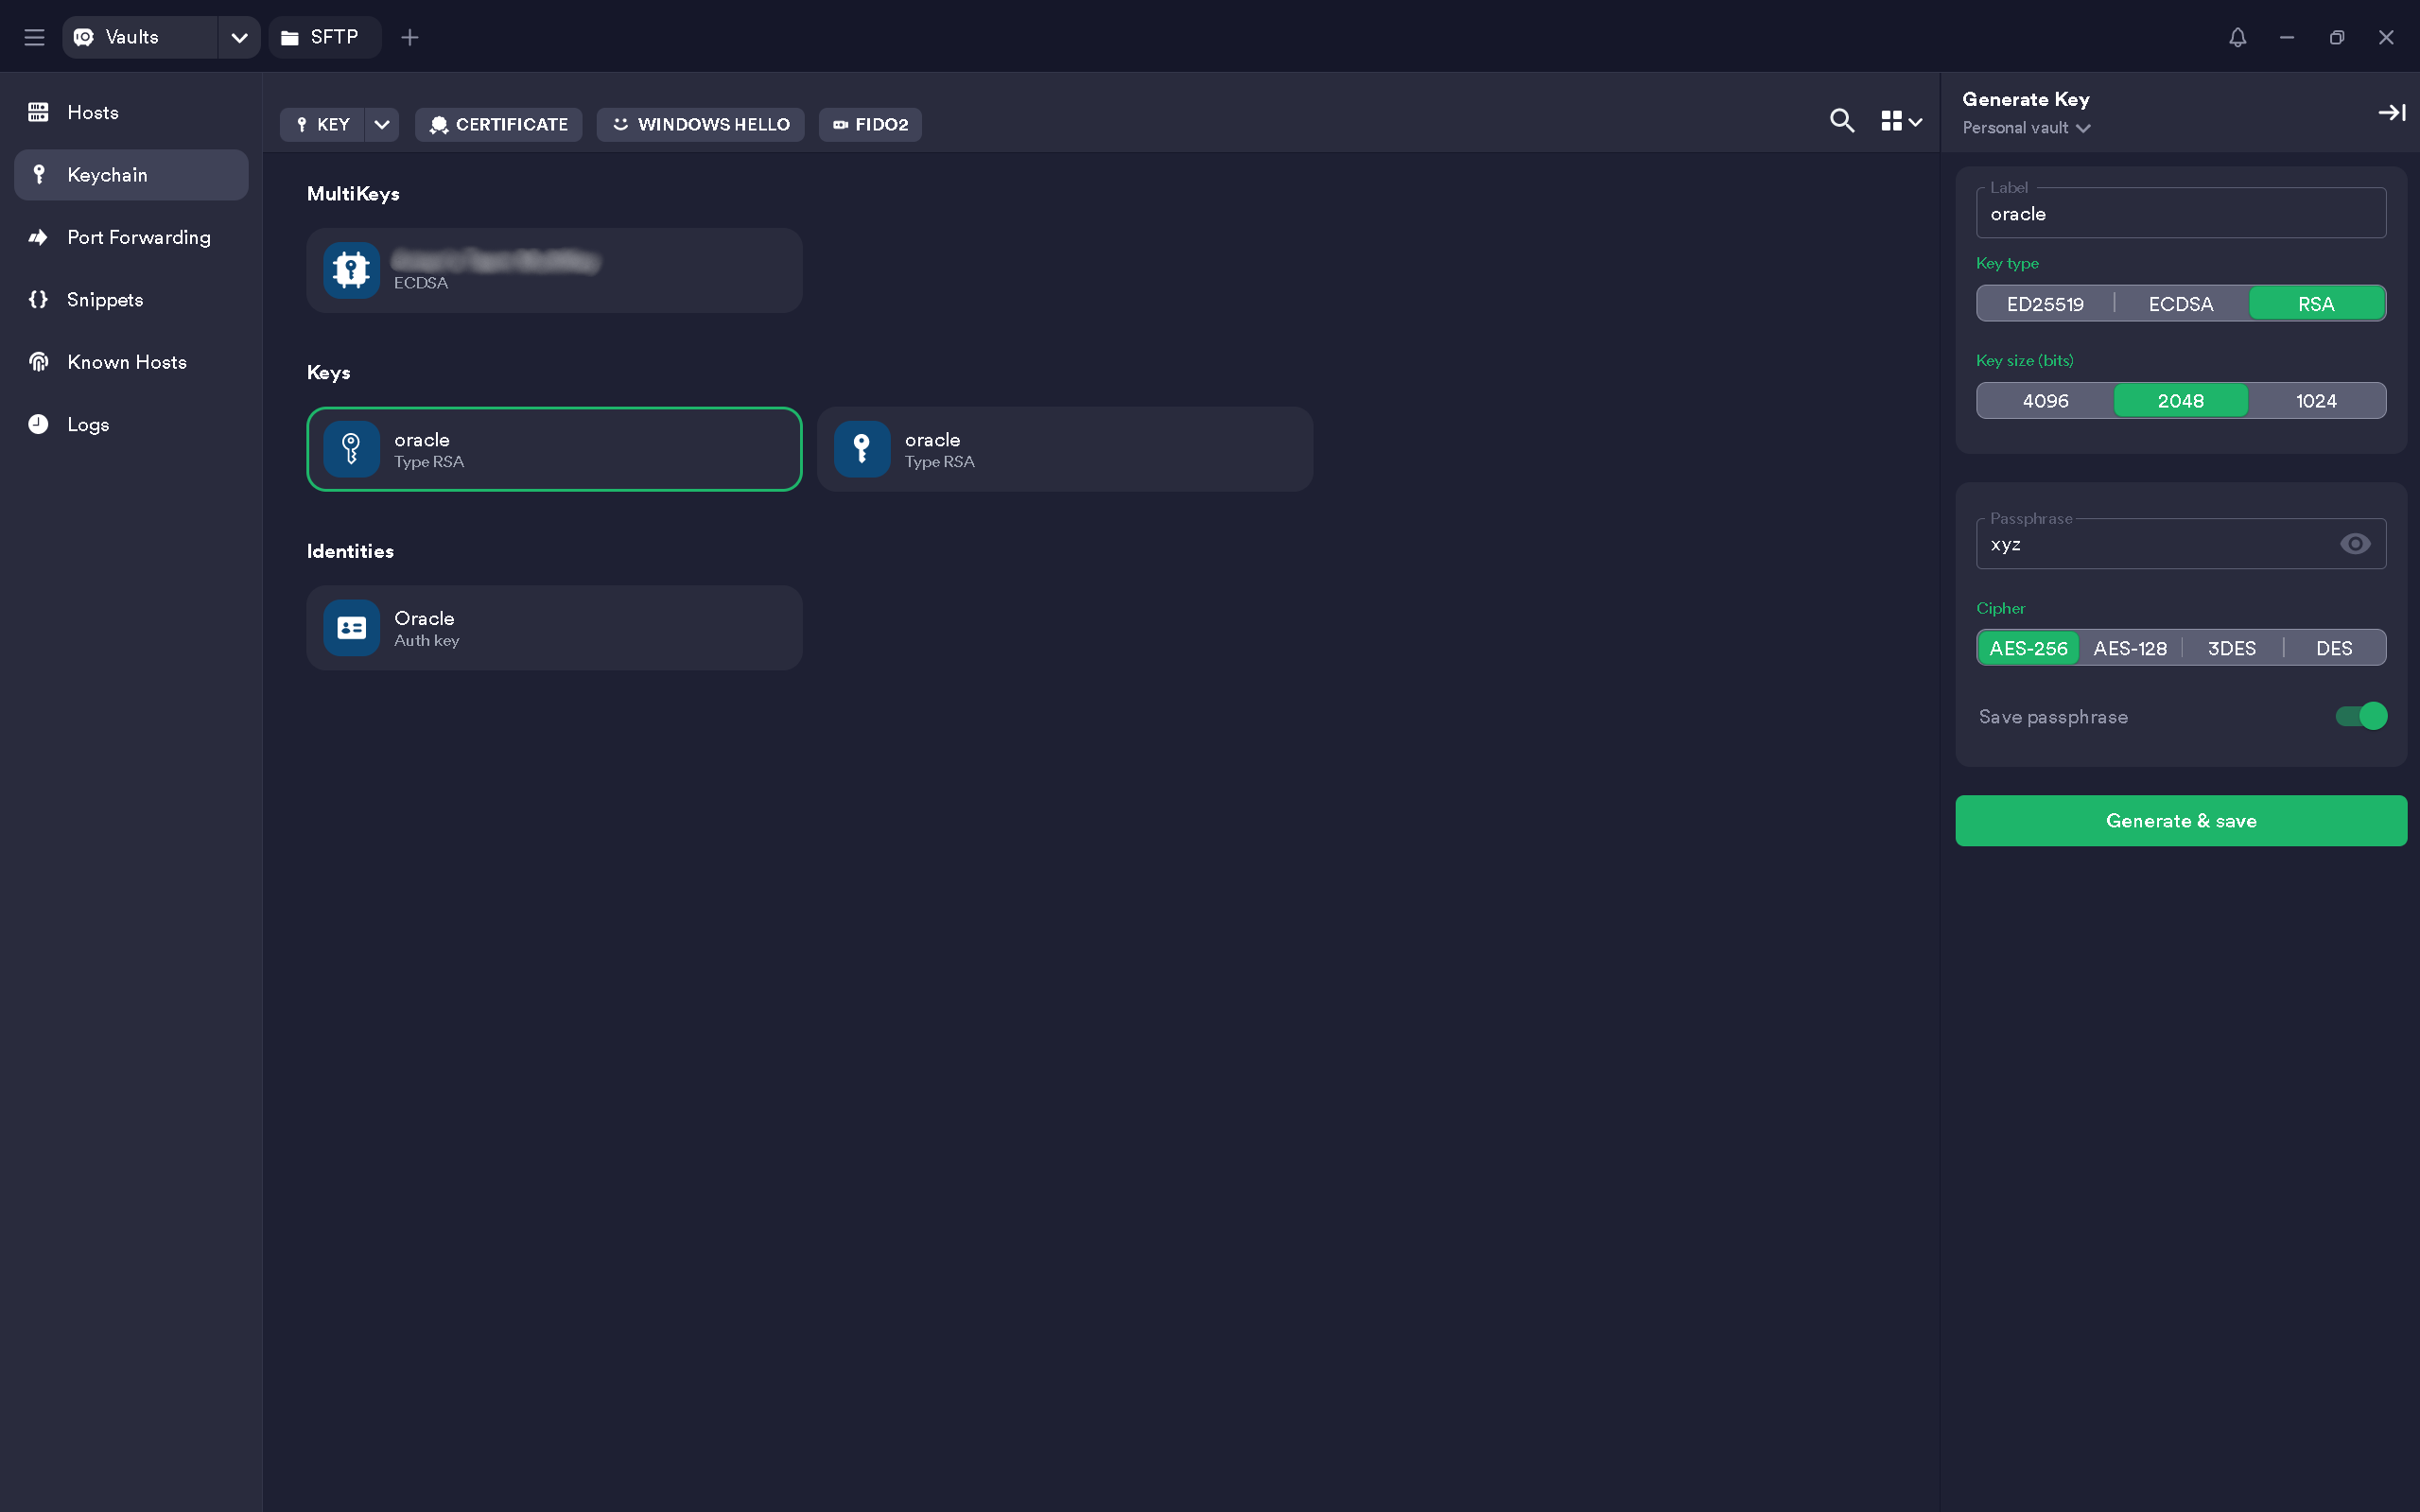 Vaults
SFTP
Hosts
Keychain
Port Forwarding
Snippets
Known Hosts
Logs
KEY
CERTIFICATE
WINDOWS HELLO
FIDO2
MultiKeys
ECDSA
Keys
oracle
Type RSA
oracle
Type RSA
Identities
Oracle
Auth key
Generate Key
Personal vault
Label
oracle
Key type
ED25519 ECDSA RSA
Key size (bits)
4096 2048 1024
Passphrase
xyz
Cipher
AES-256 AES-128 3DES DES
Save passphrase
Generate & save